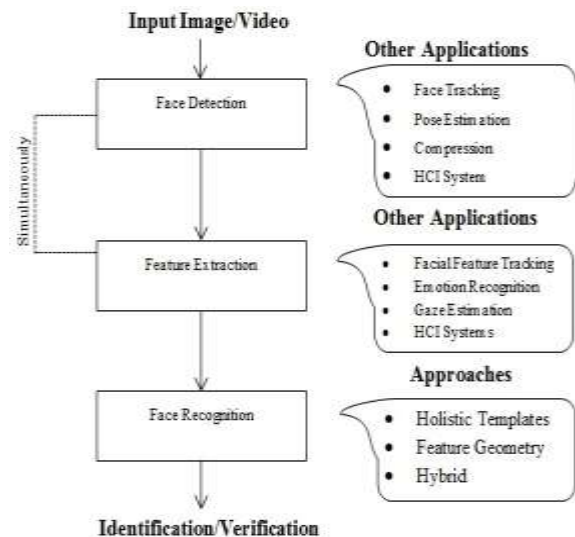 Input Image/Video
Face Detection
Other Applications
● Face Tracking
● Pose Estimation
● Compression
● HCI System
Simultaneously
Feature Extraction
Other Applications
● Facial Feature Tracking
● Emotion Recognition
● Gaze Estimation
● HCI Systems
Face Recognition
Approaches
● Holistic Templates
● Feature Geometry
● Hybrid
Identification/Verification